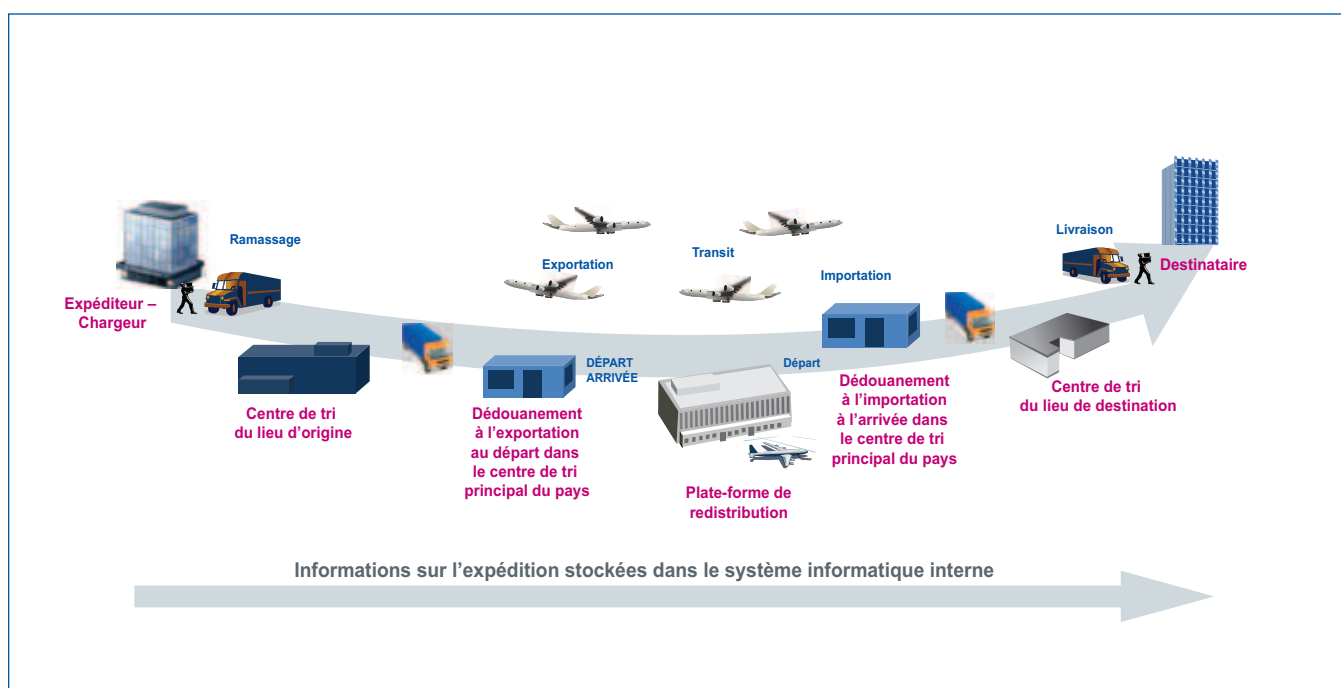 Ramassage
Expéditeur –
Chargeur
Centre de tri
du lieu d’origine
Exportation
DÉPART
ARRIVÉE
Dédouanement
à l’exportation
au départ dans
le centre de tri
principal du pays
Transit
Départ
Plate-forme de
redistribution
Importation
Dédouanement
à l’importation
à l’arrivée dans
le centre de tri
principal du pays
Centre de tri
du lieu de destination
Livraison
Destinataire
Informations sur l’expédition stockées dans le système informatique interne